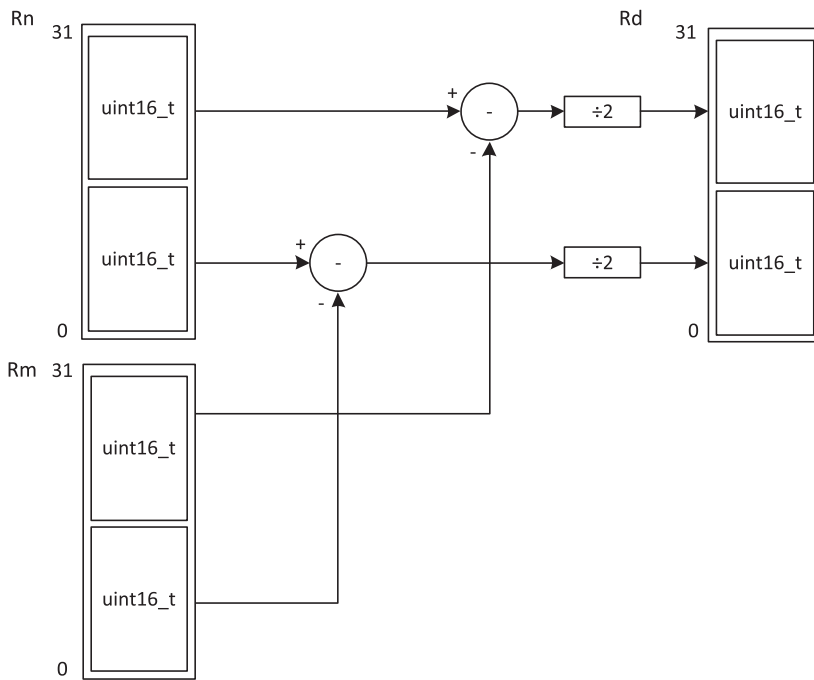 Rn
31
uint16_t
uint16_t
0
Rm
31
uint16_t
uint16_t
0
+
-
-
÷2
+
-
-
÷2
Rd
31
uint16_t
uint16_t
0